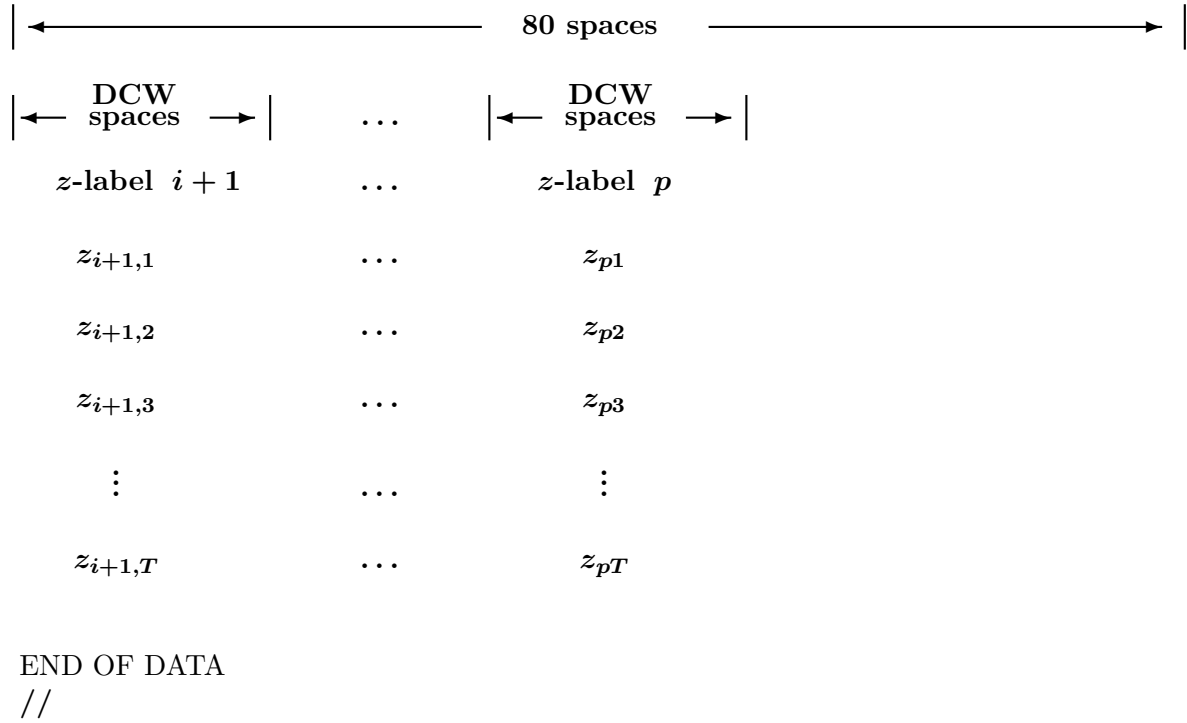 80 spaces
DCW DCW
spaces … spaces
z-label i + 1 … z-label p
z_{i+1,1} … z_{p1}
z_{i+1,2} … z_{p2}
z_{i+1,3} … z_{p3}
⋮ … ⋮
z_{i+1,T} … z_{pT}
END OF DATA
//